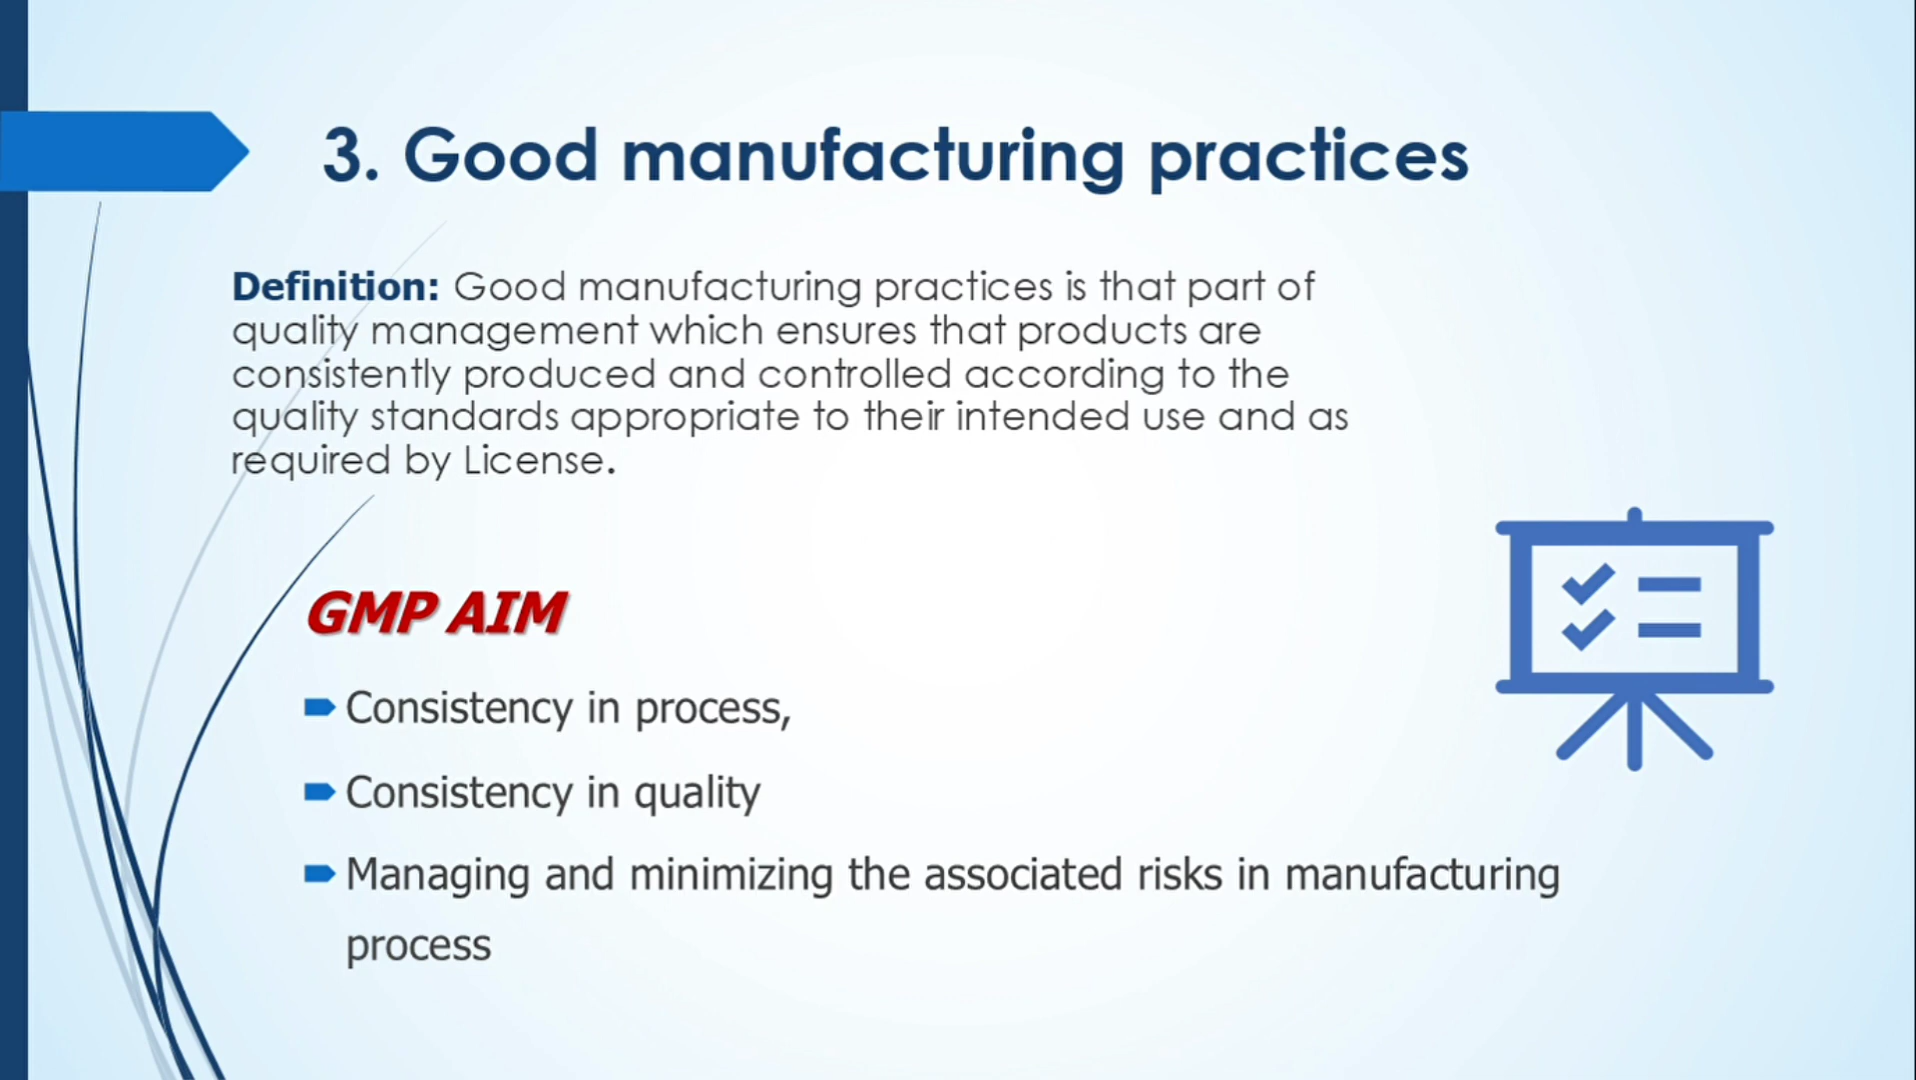 3. Good manufacturing practices
Definition: Good manufacturing practices is that part of
quality management which ensures that products are
consistently produced and controlled according to the
quality standards appropriate to their intended use and as
required by License.
GMP AIM
Consistency in process,
Consistency in quality
Managing and minimizing the associated risks in manufacturing
process